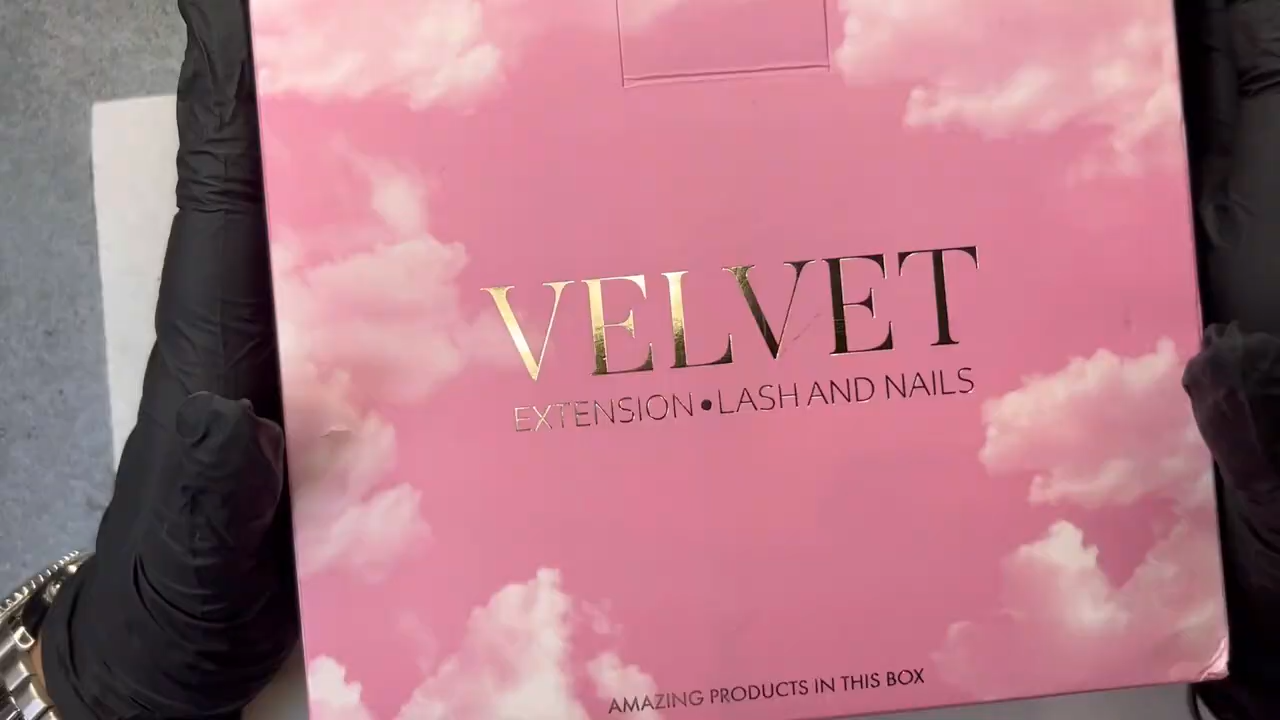 VELVET
EXTENSION•LASH AND NAILS
AMAZING PRODUCTS IN THIS BOX